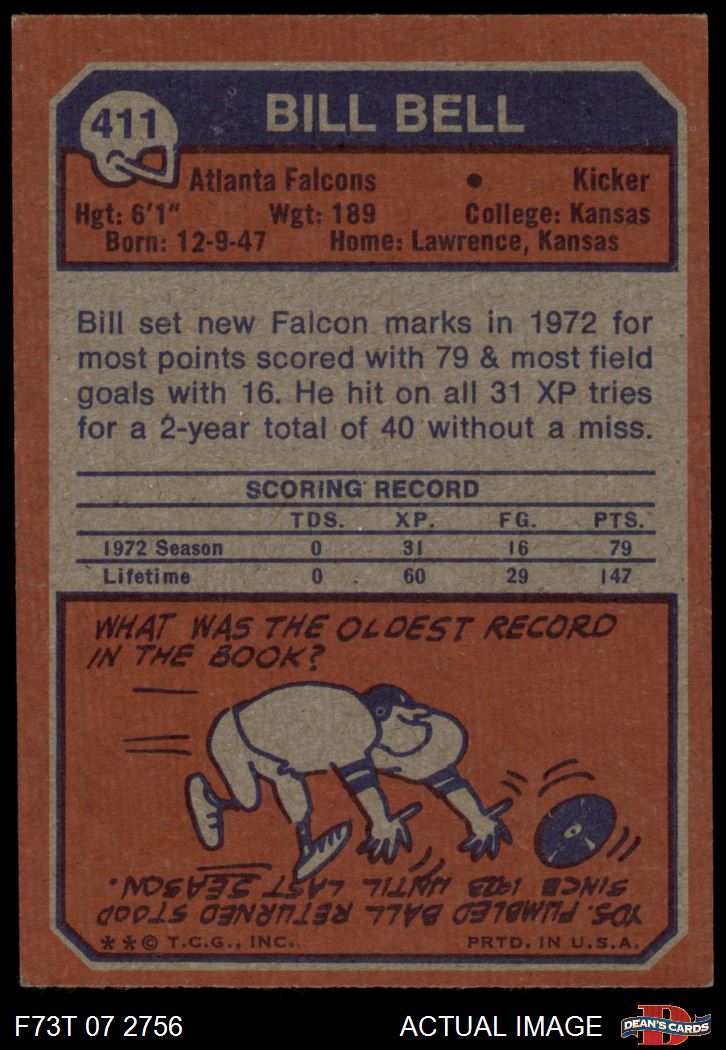 411
BILL BELL
Atlanta Falcons • Kicker
Hgt: 6'1" Wgt: 189 College: Kansas
Born: 12-9-47 Home: Lawrence, Kansas
Bill set new Falcon marks in 1972 for
most points scored with 79 & most field
goals with 16. He hit on all 31 XP tries
for a 2-year total of 40 without a miss.
SCORING RECORD
TDS. XP. FG. PTS.
1972 Season 0 31 16 79
Lifetime 0 60 29 147
WHAT WAS THE OLDEST RECORD
IN THE BOOK?
YDS. FUMBLED BALL RETURNED STOOD
SINCE 1923 UNTIL LAST SEASON.
**© T.C.G., INC. PRTD. IN U.S.A.
F73T 07 2756 ACTUAL IMAGE
D
DEAN'S CARDS